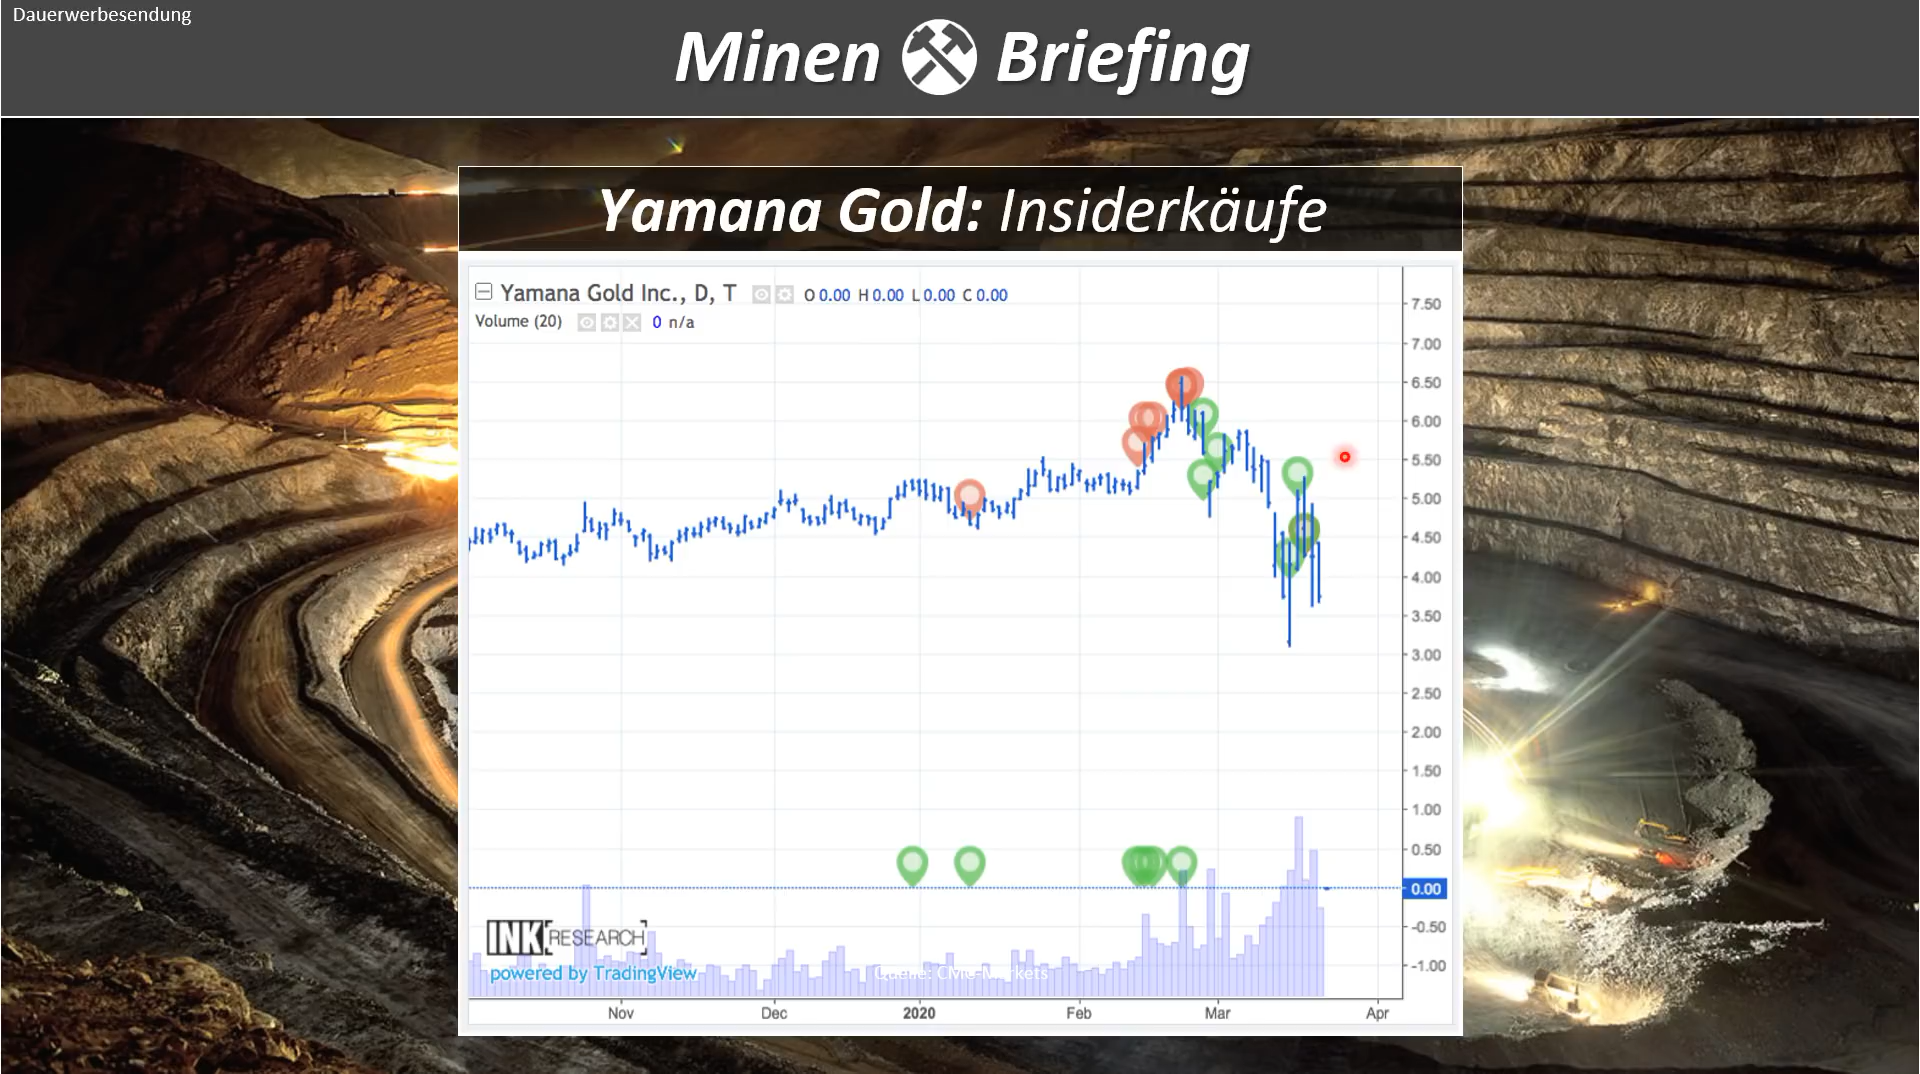 Dauerwerbesendung
Minen Briefing
Yamana Gold: Insiderkäufe
Yamana Gold Inc., D, T O 0.00 H 0.00 L 0.00 C 0.00
Volume (20) 0 n/a
7.50
7.00
6.50
6.00
5.50
5.00
4.50
4.00
3.50
3.00
2.50
2.00
1.50
1.00
0.50
0.00
-0.50
-1.00
INK RESEARCH
powered by TradingView
Quelle: CMC Markets
Nov Dec 2020 Feb Mar Apr